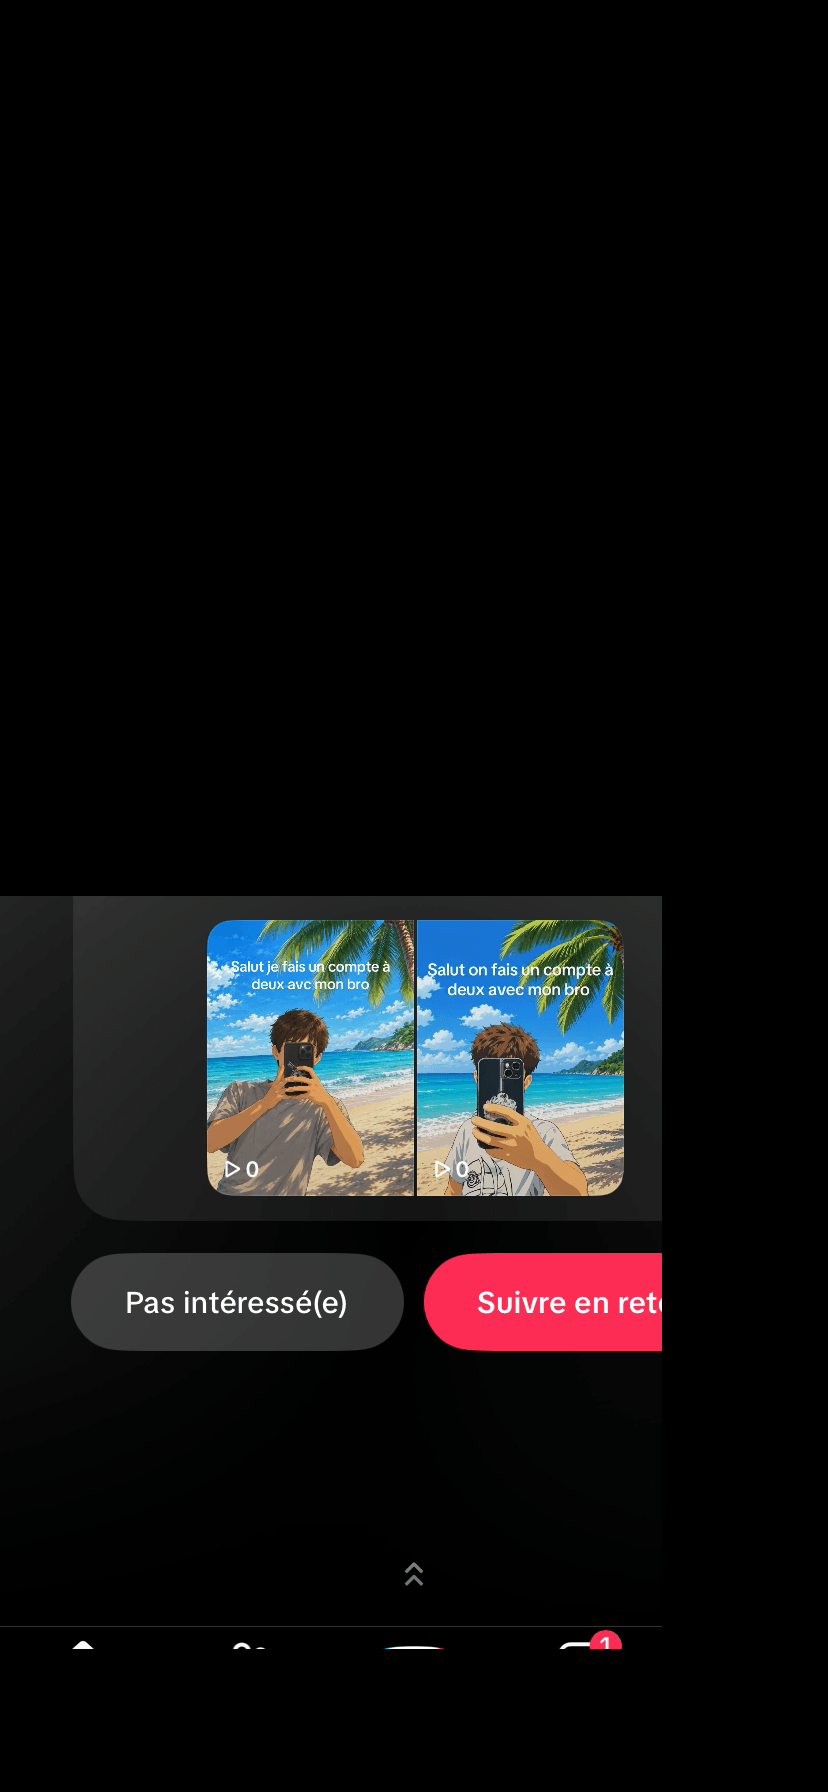 Salut je fais un compte à
deux avc mon bro
Salut on fais un compte à
deux avec mon bro
0
0
Pas intéressé(e)
Suivre en
1